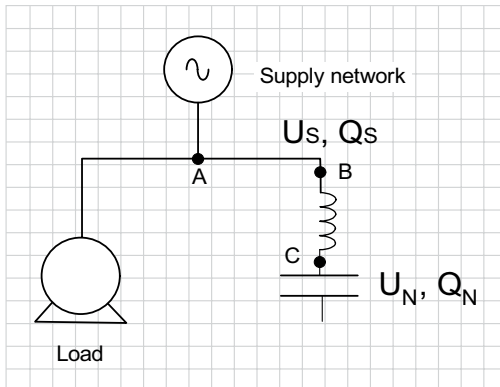 Supply network
US, QS
A
B
C
UN, QN
Load